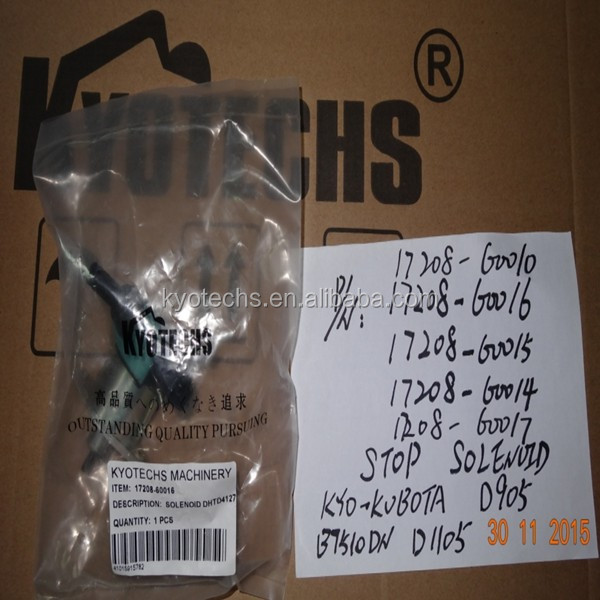 KYOTECHS®
kyotechs.en.alibaba.com
KYOTECHS
高品質へのあくなき追求
OUTSTANDING QUALITY PURSUING
KYOTECHS MACHINERY
ITEM: 17208-60016
DESCRIPTION: SOLENOID DHTD4127
QUANTITY: 1 PCS
17208-60010
P/N: 17208-60016
17208-60015
17208-60014
1208-60017
STOP SOLENOID
KYO-KUBOTA D905
B7510DN D1105
30 11 2015